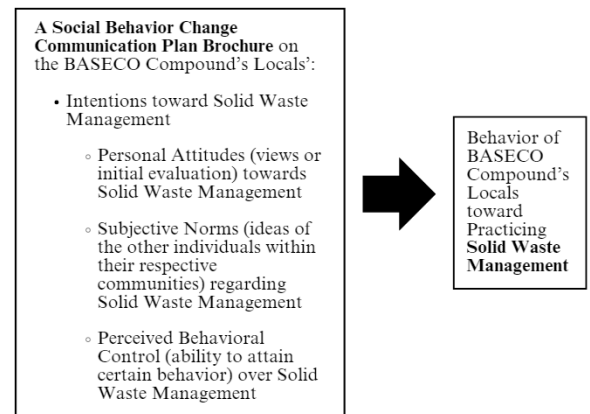 A Social Behavior Change
Communication Plan Brochure on
the BASECO Compound's Locals':
• Intentions toward Solid Waste
Management
◦ Personal Attitudes (views or
initial evaluation) towards
Solid Waste Management
◦ Subjective Norms (ideas of
the other individuals within
their respective
communities) regarding
Solid Waste Management
◦ Perceived Behavioral
Control (ability to attain
certain behavior) over Solid
Waste Management
Behavior of
BASECO
Compound's
Locals
toward
Practicing
Solid Waste
Management